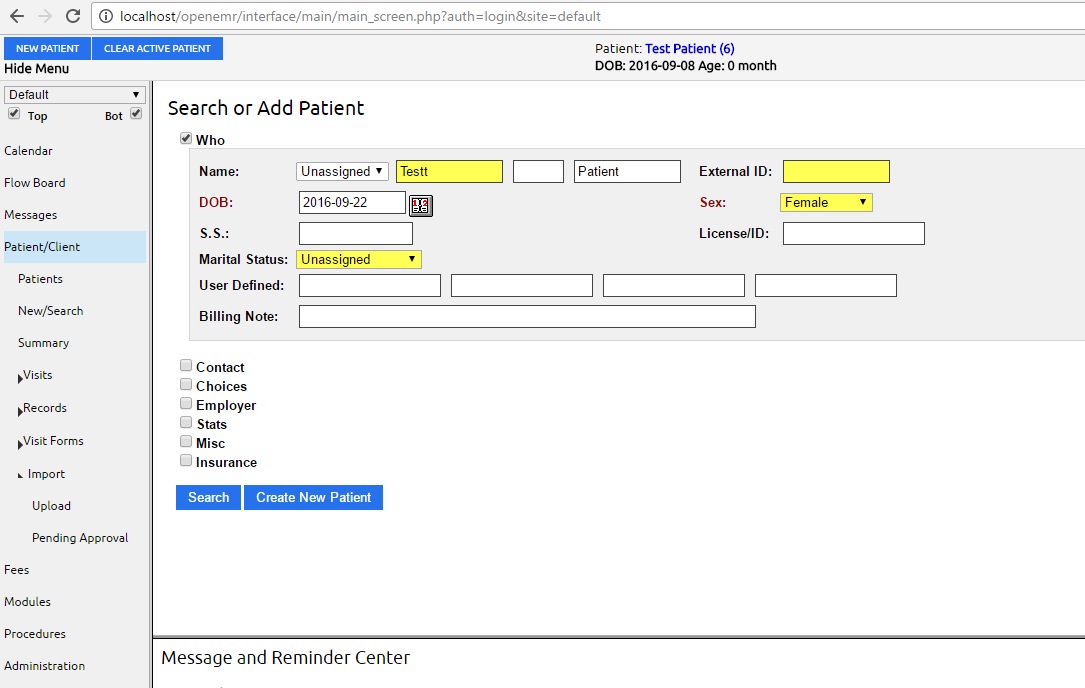 localhost/openemr/interface/main/main_screen.php?auth=login&site=default
NEW PATIENT CLEAR ACTIVE PATIENT
Hide Menu
Patient: Test Patient (6)
DOB: 2016-09-08 Age: 0 month
Default
Top Bot
Calendar
Flow Board
Messages
Patient/Client
Patients
New/Search
Summary
Visits
Records
Visit Forms
Import
Upload
Pending Approval
Fees
Modules
Procedures
Administration
Search or Add Patient
Who
Name: Unassigned Testt Patient External ID:
DOB: 2016-09-22 Sex: Female
S.S.: License/ID:
Marital Status: Unassigned
User Defined:
Billing Note:
Contact
Choices
Employer
Stats
Misc
Insurance
Search Create New Patient
Message and Reminder Center